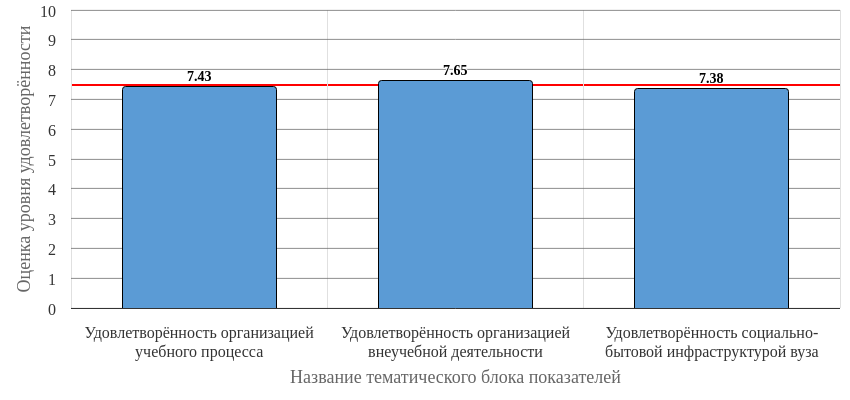 Оценка уровня удовлетворённости
10
9
8
7
6
5
4
3
2
1
0
7.43
7.65
7.38
Удовлетворённость организацией
учебного процесса
Удовлетворённость организацией
внеучебной деятельности
Удовлетворённость социально-
бытовой инфраструктурой вуза
Название тематического блока показателей